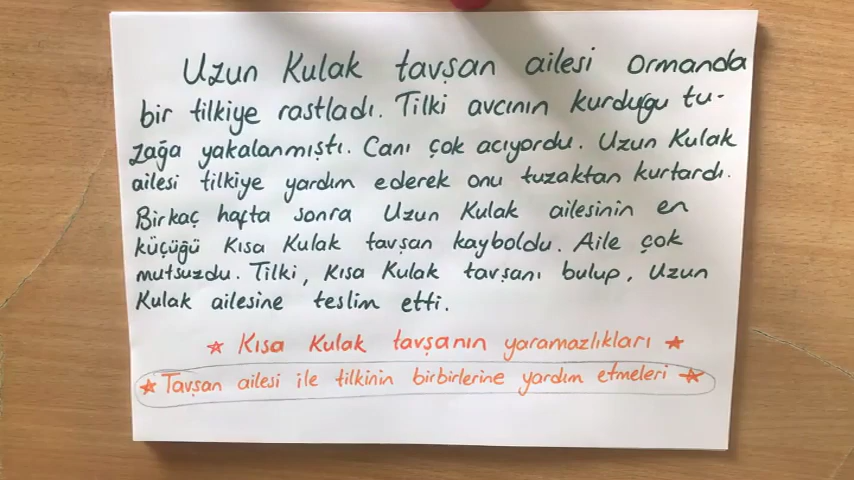 Uzun Kulak tavşan ailesi ormanda
bir tilkiye rastladı. Tilki avcının kurduğu tu-
zağa yakalanmıştı. Canı çok acıyordu. Uzun Kulak
ailesi tilkiye yardım ederek onu tuzaktan kurtardı.
Birkaç hafta sonra Uzun Kulak ailesinin en
küçüğü Kısa Kulak tavşan kayboldu. Aile çok
mutsuzdu. Tilki, Kısa Kulak tavşanı bulup, Uzun
Kulak ailesine teslim etti.
★ Kısa Kulak tavşanın yaramazlıkları ★
★ Tavşan ailesi ile tilkinin birbirlerine yardım etmeleri ★